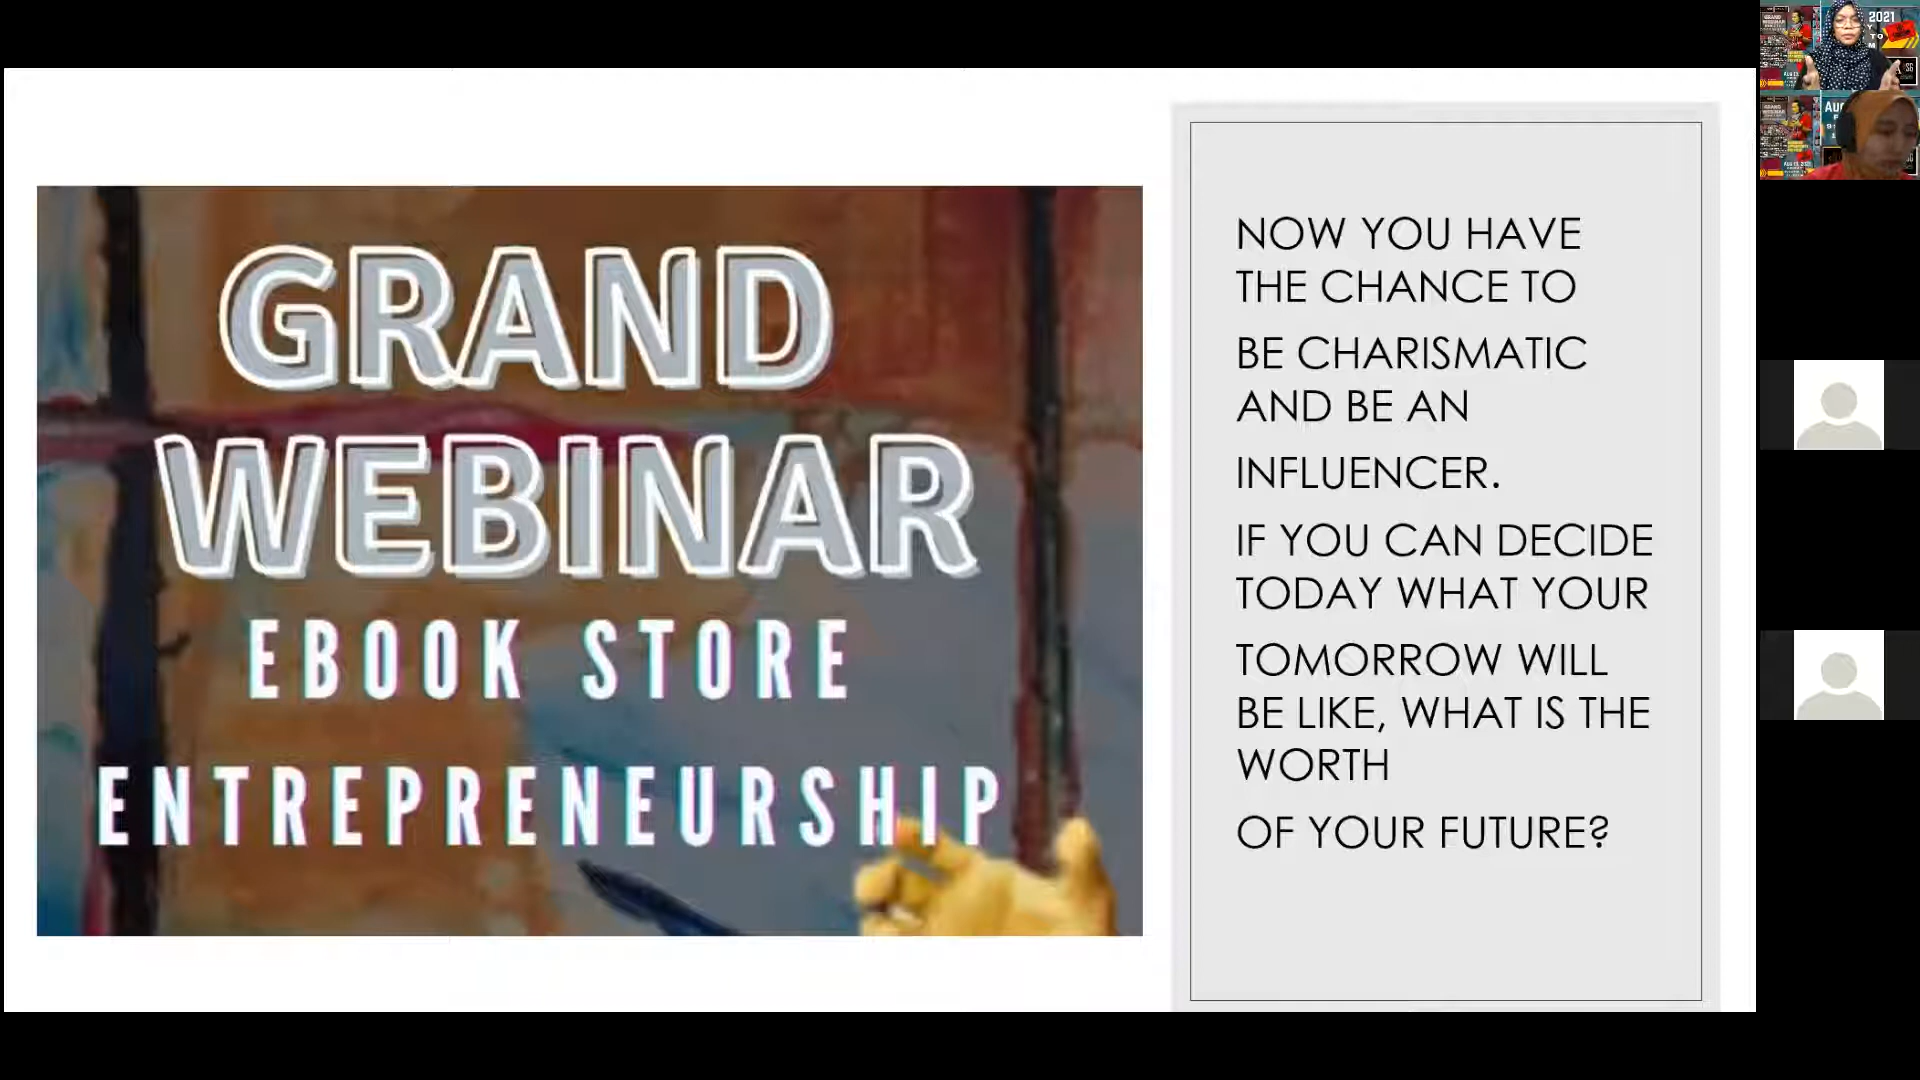 GRAND
WEBINAR
EBOOK STORE
ENTREPRENEURSHIP
NOW YOU HAVE
THE CHANCE TO
BE CHARISMATIC
AND BE AN
INFLUENCER.
IF YOU CAN DECIDE
TODAY WHAT YOUR
TOMORROW WILL
BE LIKE, WHAT IS THE
WORTH
OF YOUR FUTURE?
2021